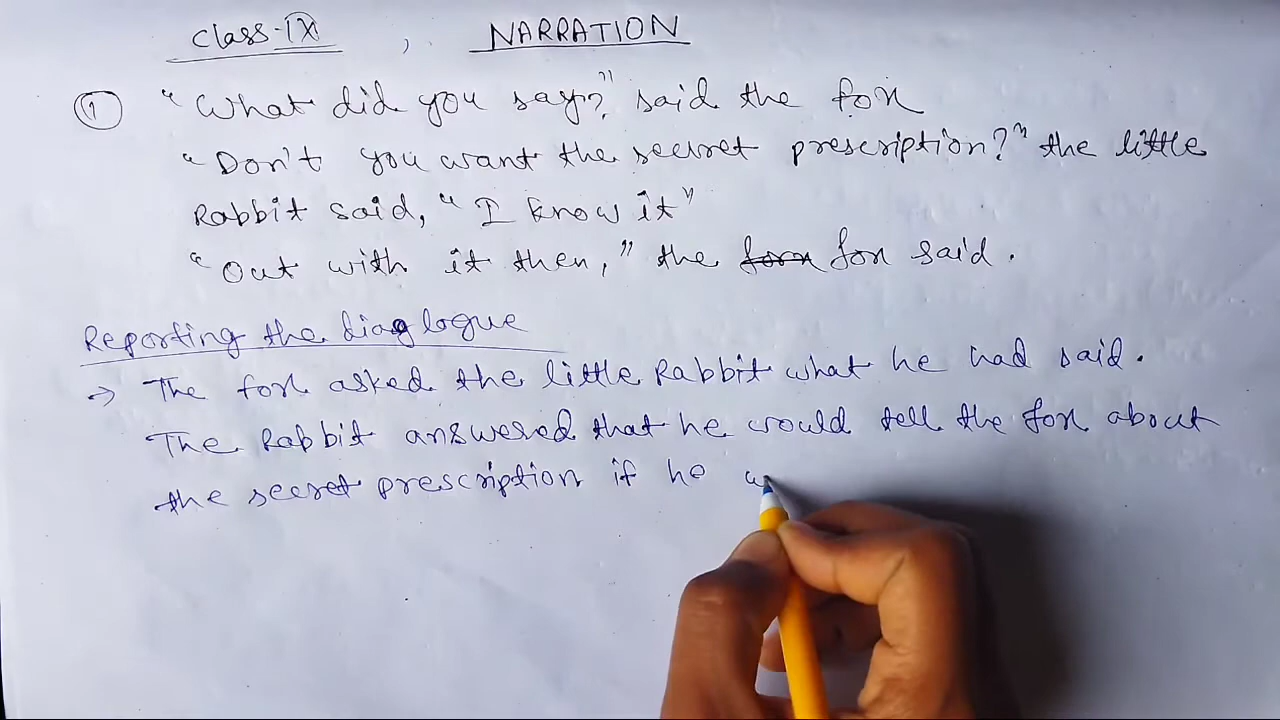 Class-IX , NARRATION
① "What did you say?" said the fox
"Don't you want the secret prescription?" the little
Rabbit said, "I know it"
"Out with it then," the fox said.
Reporting the dialogue
→ The fox asked the little Rabbit what he had said.
The Rabbit answered that he would tell the fox about
the secret prescription if he